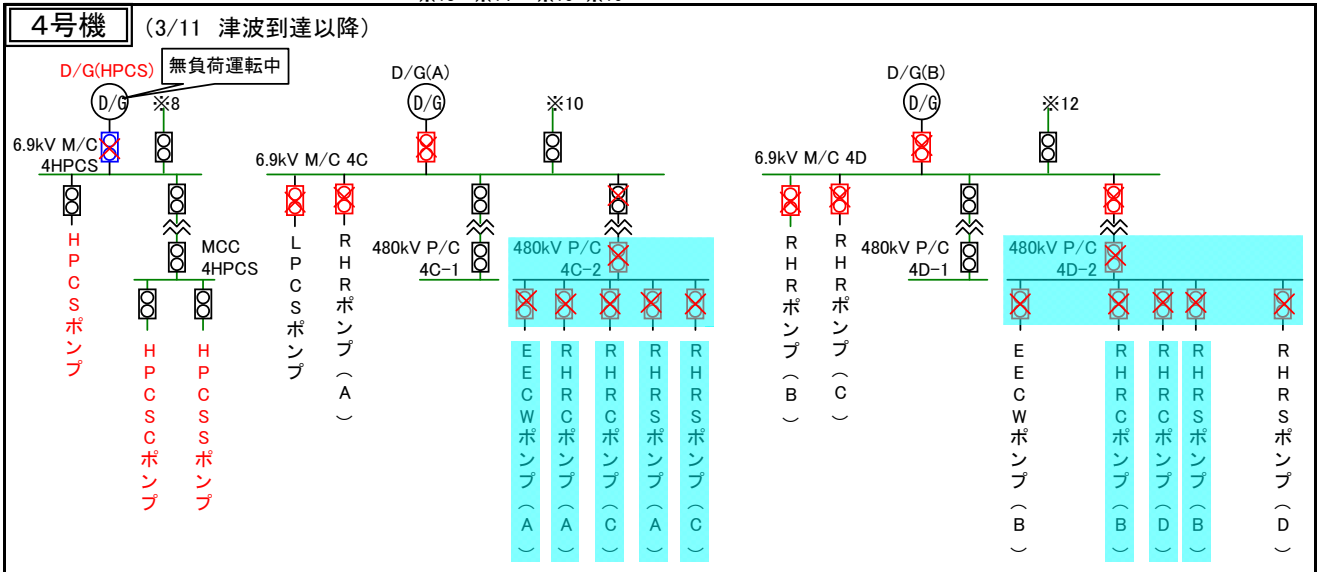 4号機
(3/11 津波到達以降)
D/G(HPCS)
無負荷運転中
D/G
※8
6.9kV M/C
4HPCS
HPCSポンプ
MCC
4HPCS
HPCSCポンプ
HPCSSポンプ
D/G(A)
D/G
※10
6.9kV M/C 4C
LPCSポンプ
RHRポンプ(A)
480kV P/C
4C-1
480kV P/C
4C-2
EECWポンプ(A)
RHRCポンプ(A)
RHRCポンプ(C)
RHRSポンプ(A)
RHRSポンプ(C)
D/G(B)
D/G
※12
6.9kV M/C 4D
RHRポンプ(B)
RHRポンプ(C)
480kV P/C
4D-1
480kV P/C
4D-2
EECWポンプ(B)
RHRCポンプ(B)
RHRCポンプ(D)
RHRSポンプ(B)
RHRSポンプ(D)